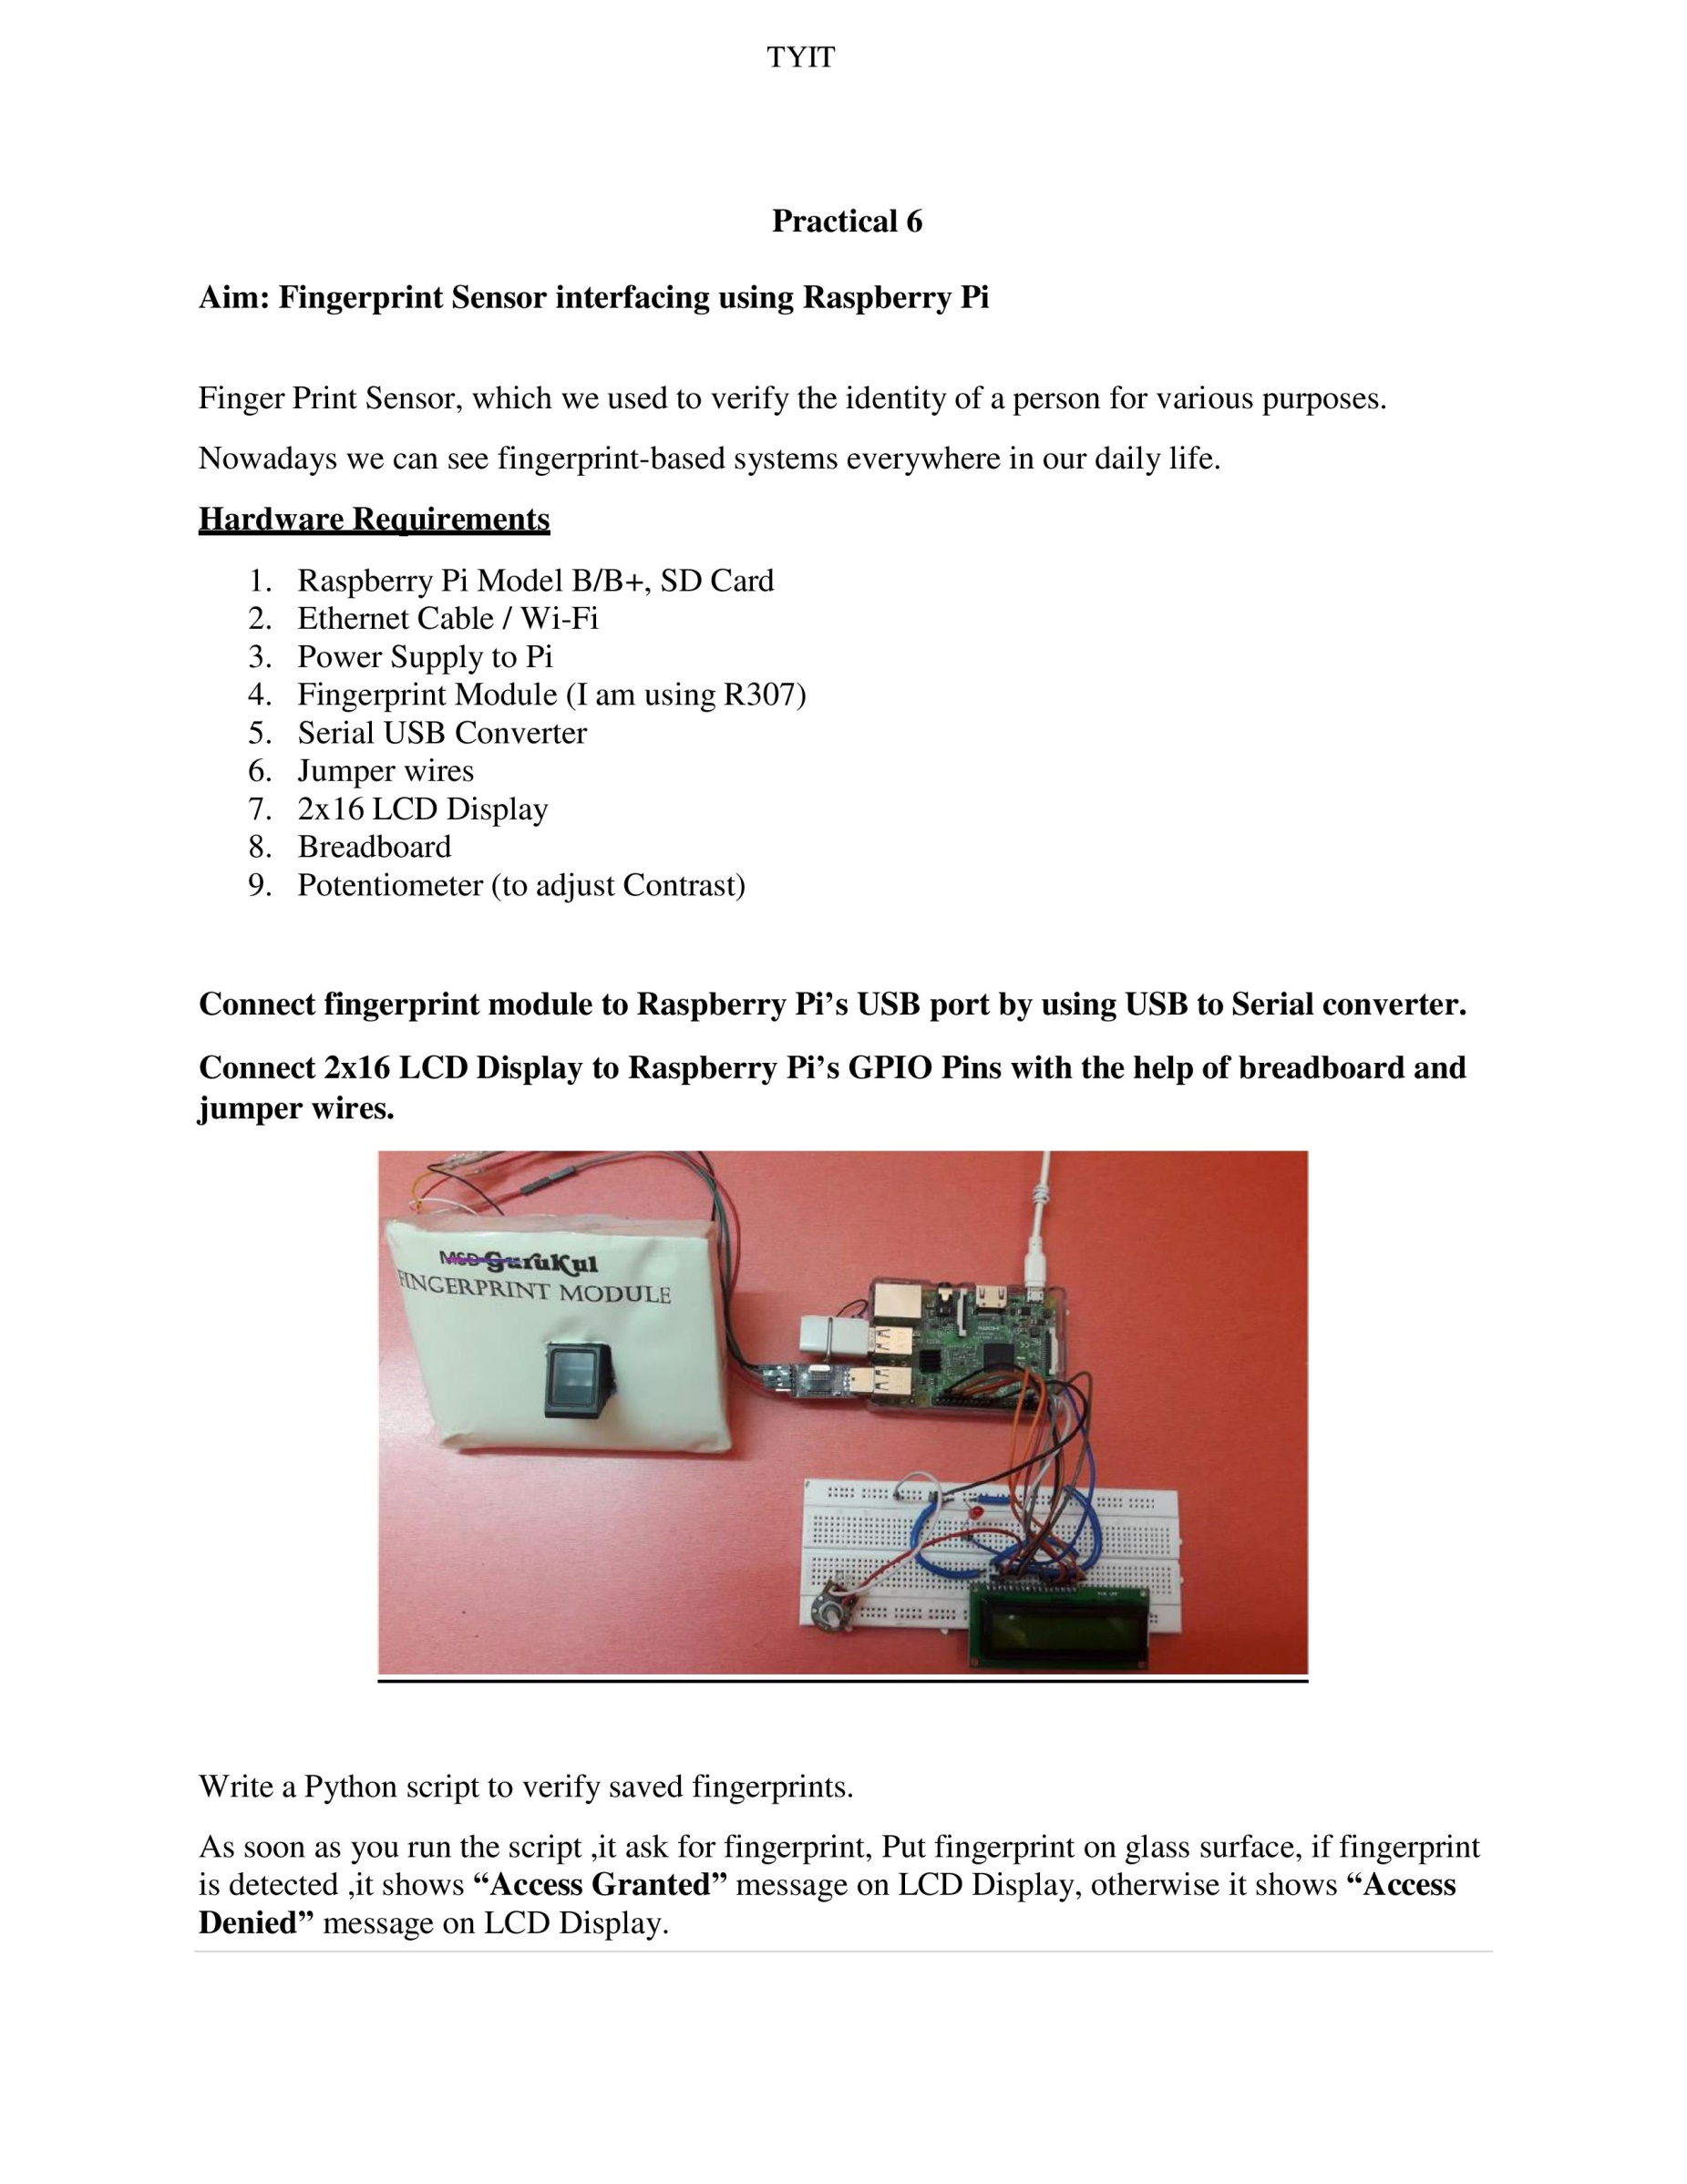 TYIT
Practical 6
Aim: Fingerprint Sensor interfacing using Raspberry Pi
Finger Print Sensor, which we used to verify the identity of a person for various purposes.
Nowadays we can see fingerprint-based systems everywhere in our daily life.
Hardware Requirements
1. Raspberry Pi Model B/B+, SD Card
2. Ethernet Cable / Wi-Fi
3. Power Supply to Pi
4. Fingerprint Module (I am using R307)
5. Serial USB Converter
6. Jumper wires
7. 2x16 LCD Display
8. Breadboard
9. Potentiometer (to adjust Contrast)
Connect fingerprint module to Raspberry Pi’s USB port by using USB to Serial converter.
Connect 2x16 LCD Display to Raspberry Pi’s GPIO Pins with the help of breadboard and
jumper wires.
MSD GuruKul
FINGERPRINT MODULE
Write a Python script to verify saved fingerprints.
As soon as you run the script ,it ask for fingerprint, Put fingerprint on glass surface, if fingerprint
is detected ,it shows “Access Granted” message on LCD Display, otherwise it shows “Access
Denied” message on LCD Display.